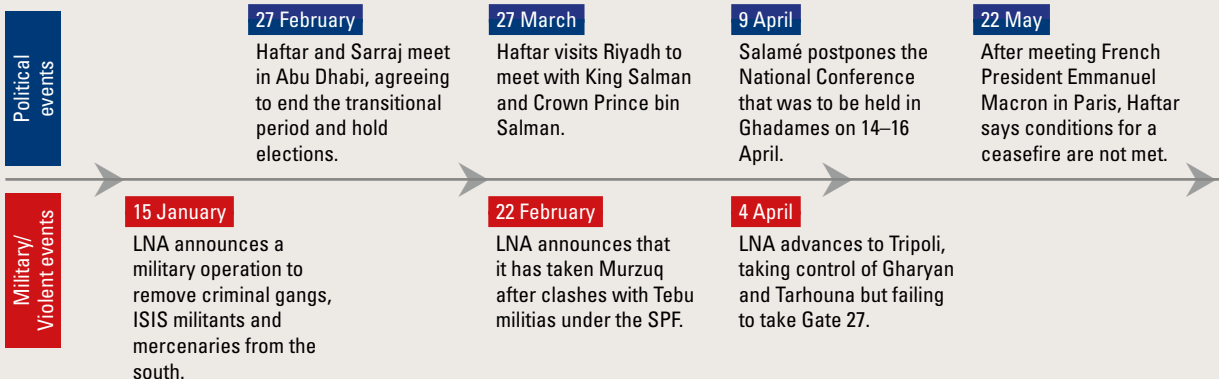 Political
events
27 February
Haftar and Sarraj meet
in Abu Dhabi, agreeing
to end the transitional
period and hold
elections.
27 March
Haftar visits Riyadh to
meet with King Salman
and Crown Prince bin
Salman.
9 April
Salamé postpones the
National Conference
that was to be held in
Ghadames on 14–16
April.
22 May
After meeting French
President Emmanuel
Macron in Paris, Haftar
says conditions for a
ceasefire are not met.
Military/
Violent events
15 January
LNA announces a
military operation to
remove criminal gangs,
ISIS militants and
mercenaries from the
south.
22 February
LNA announces that
it has taken Murzuq
after clashes with Tebu
militias under the SPF.
4 April
LNA advances to Tripoli,
taking control of Gharyan
and Tarhouna but failing
to take Gate 27.